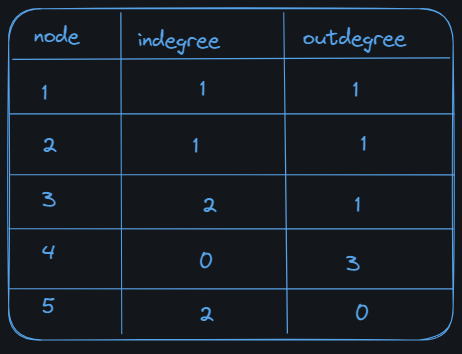 node indegree outdegree
1 1 1
2 1 1
3 2 1
4 0 3
5 2 0